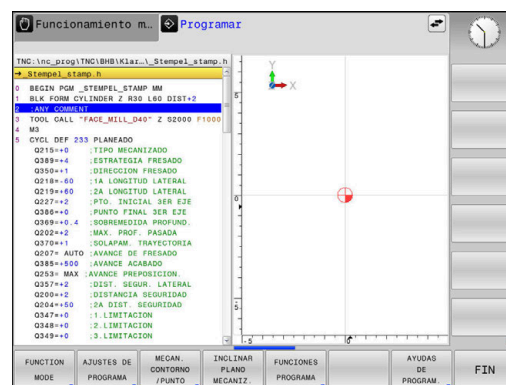 Funcionamiento m… Programar
TNC:\nc_prog\TNC\BHB\Klar…\_Stempel_stamp.h
→_Stempel_stamp.h
0 BEGIN PGM _STEMPEL_STAMP MM
1 BLK FORM CYLINDER Z R30 L60 DIST+2
2 ;ANY COMMENT
3 TOOL CALL "FACE_MILL_D40" Z S2000 F1000
4 M3
5 CYCL DEF 233 PLANEADO
Q215=+0 ;TIPO MECANIZADO
Q389=+4 ;ESTRATEGIA FRESADO
Q350=+1 ;DIRECCION FRESADO
Q218=-60 ;1A LONGITUD LATERAL
Q219=+60 ;2A LONGITUD LATERAL
Q227=+2 ;PTO. INICIAL 3ER EJE
Q386=+0 ;PUNTO FINAL 3ER EJE
Q369=+0.4 ;SOBREMEDIDA PROFUND.
Q202=+2 ;MAX. PROF. PASADA
Q370=+1 ;SOLAPAM. TRAYECTORIA
Q207= AUTO ;AVANCE DE FRESADO
Q385=+500 ;AVANCE ACABADO
Q253= MAX ;AVANCE PREPOSICION.
Q357=+2 ;DIST. SEGUR. LATERAL
Q200=+2 ;DISTANCIA SEGURIDAD
Q204=+50 ;2A DIST. SEGURIDAD
Q347=+0 ;1.LIMITACION
Q348=+0 ;2.LIMITACION
Q349=+0 ;3.LIMITACION
Y
X
5
0
-5
-5
0
5
FUNCTION
MODE
AJUSTES DE
PROGRAMA
MECAN.
CONTORNO
/PUNTO
INCLINAR
PLANO
MECANIZ.
FUNCIONES
PROGRAMA
AYUDAS
DE
PROGRAM.
FIN